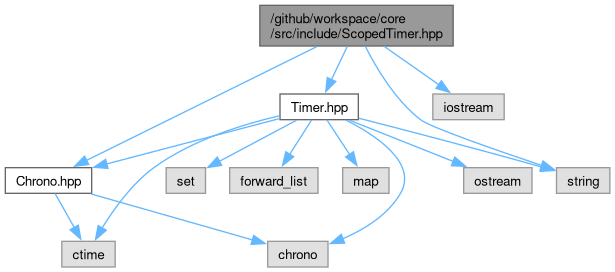 /github/workspace/core
/src/include/ScopedTimer.hpp
Timer.hpp
iostream
Chrono.hpp
set
forward_list
map
ostream
string
ctime
chrono